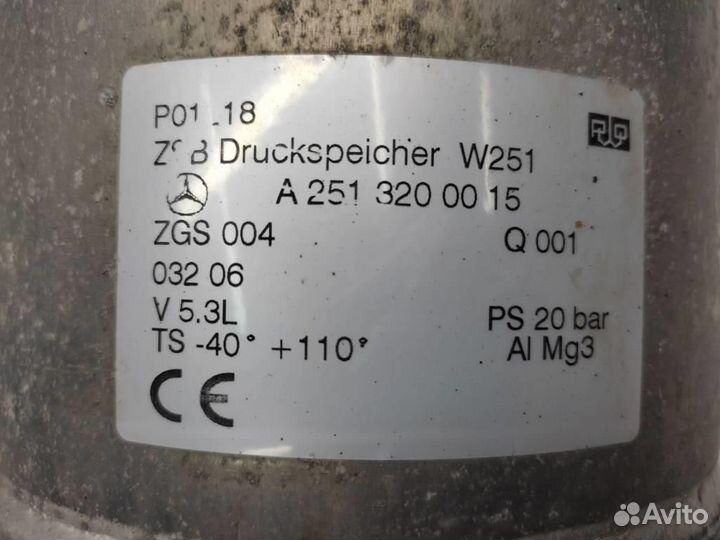 18
Druckspeicher W251
A 251 320 00 15
ZGS 004 Q 001
032 06
V 5.3L PS 20 bar
TS -40° +110° Al Mg3
CE
Avito